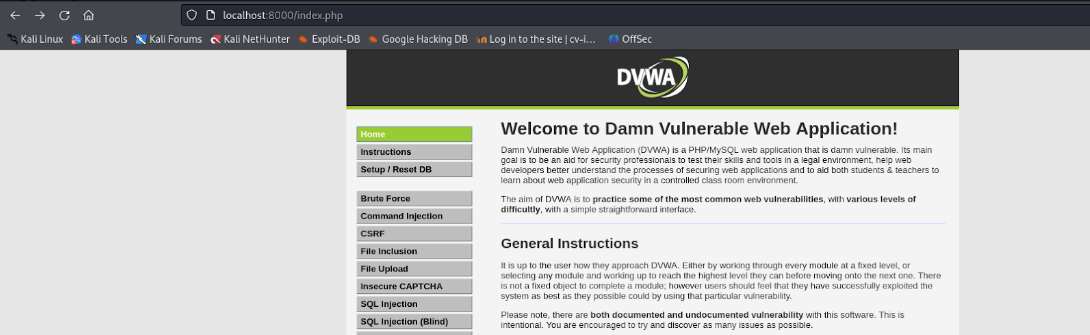 localhost:8000/index.php
Kali Linux Kali Tools Kali Forums Kali NetHunter Exploit-DB Google Hacking DB Log in to the site | cv-i... OffSec
DVWA
Home
Instructions
Setup / Reset DB
Brute Force
Command Injection
CSRF
File Inclusion
File Upload
Insecure CAPTCHA
SQL Injection
SQL Injection (Blind)
Welcome to Damn Vulnerable Web Application!
Damn Vulnerable Web Application (DVWA) is a PHP/MySQL web application that is damn vulnerable. Its main
goal is to be an aid for security professionals to test their skills and tools in a legal environment, help web
developers better understand the processes of securing web applications and to aid both students & teachers to
learn about web application security in a controlled class room environment.
The aim of DVWA is to practice some of the most common web vulnerabilities, with various levels of
difficultly, with a simple straightforward interface.
General Instructions
It is up to the user how they approach DVWA. Either by working through every module at a fixed level, or
selecting any module and working up to reach the highest level they can before moving onto the next one. There
is not a fixed object to complete a module; however users should feel that they have successfully exploited the
system as best as they possible could by using that particular vulnerability.
Please note, there are both documented and undocumented vulnerability with this software. This is
intentional. You are encouraged to try and discover as many issues as possible.